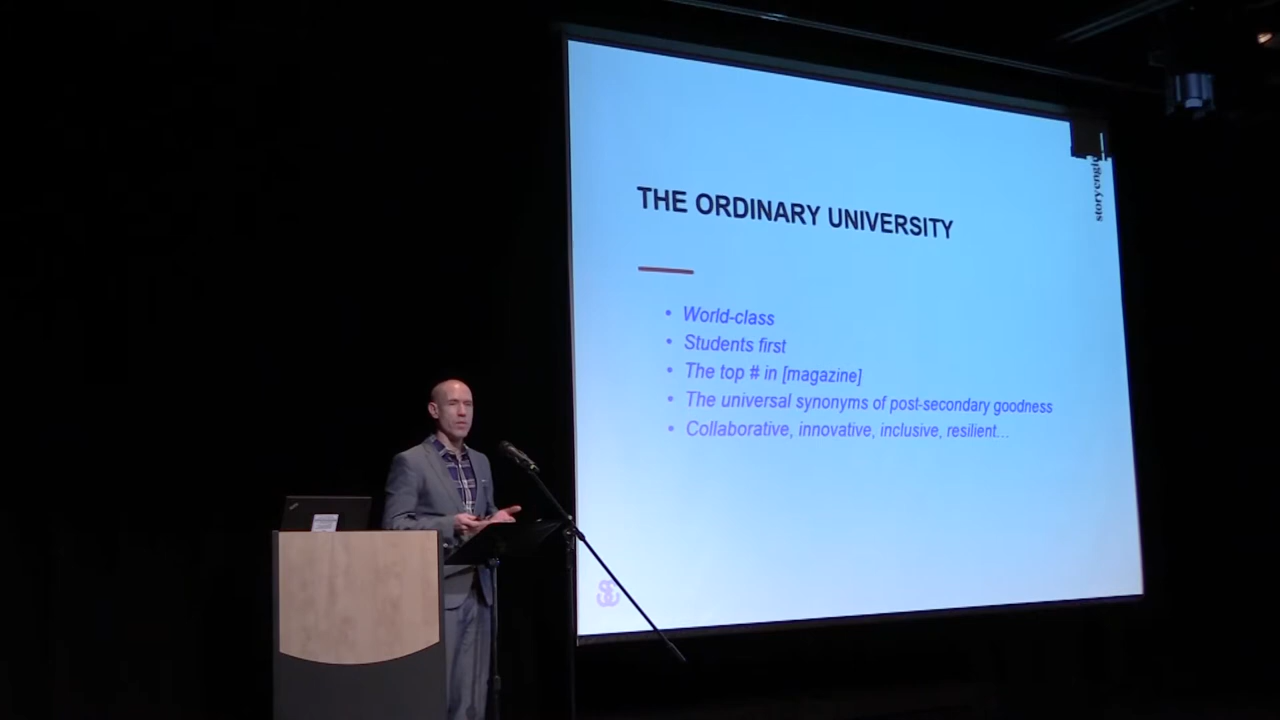 THE ORDINARY UNIVERSITY
• World-class
• Students first
• The top # in [magazine]
• The universal synonyms of post-secondary goodness
• Collaborative, innovative, inclusive, resilient...